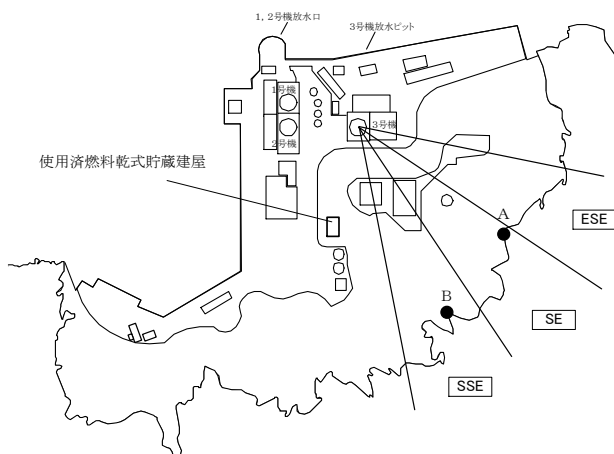 1, 2号機放水口
3号機放水ピット
1号機
2号機
3号機
使用済燃料乾式貯蔵建屋
A
ESE
B
SE
SSE